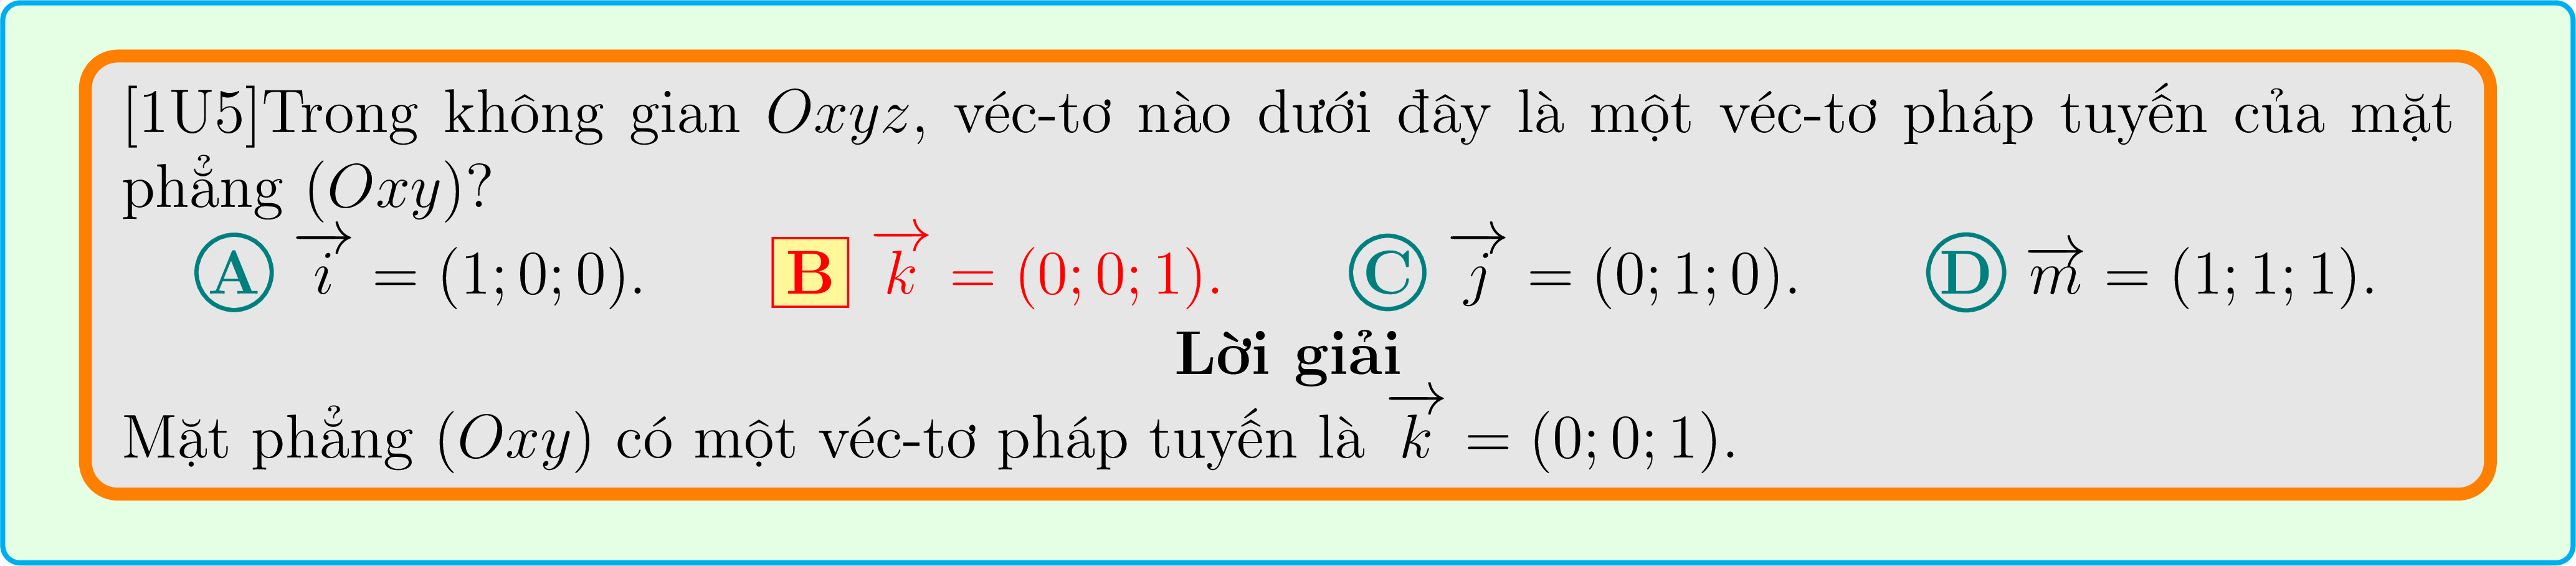 [1U5]Trong không gian Oxyz, véc-tơ nào dưới đây là một véc-tơ pháp tuyến của mặt
phẳng (Oxy)?
A $\overrightarrow{i}$ = (1; 0; 0). B $\overrightarrow{k}$ = (0; 0; 1). C $\overrightarrow{j}$ = (0; 1; 0). D $\overrightarrow{m}$ = (1; 1; 1).
Lời giải
Mặt phẳng (Oxy) có một véc-tơ pháp tuyến là $\overrightarrow{k}$ = (0; 0; 1).